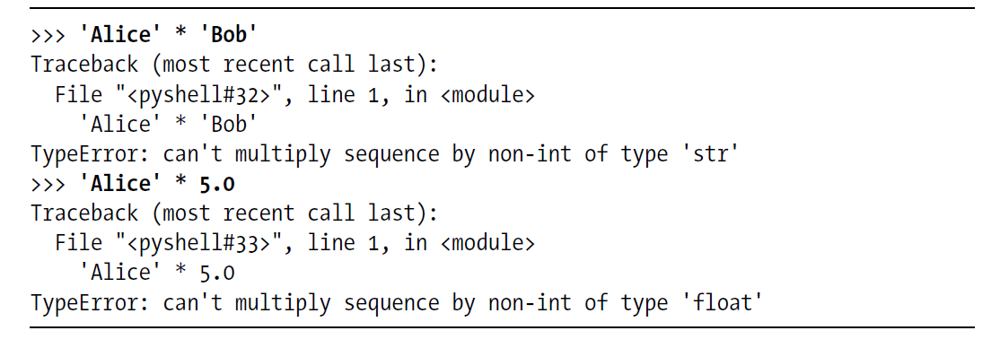 >>> 'Alice' * 'Bob'
Traceback (most recent call last):
  File "<pyshell#32>", line 1, in <module>
    'Alice' * 'Bob'
TypeError: can't multiply sequence by non-int of type 'str'
>>> 'Alice' * 5.0
Traceback (most recent call last):
  File "<pyshell#33>", line 1, in <module>
    'Alice' * 5.0
TypeError: can't multiply sequence by non-int of type 'float'